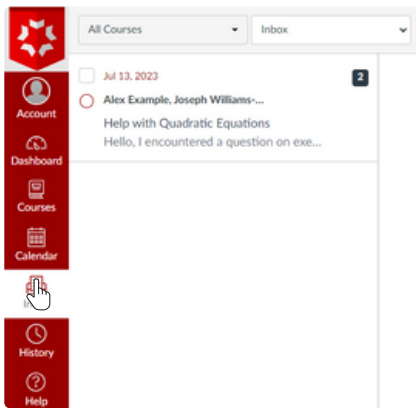 All Courses
Inbox
Jul 13, 2023
2
Alex Example, Joseph Williams-...
Help with Quadratic Equations
Hello, I encountered a question on exe...
Account
Dashboard
Courses
Calendar
History
Help